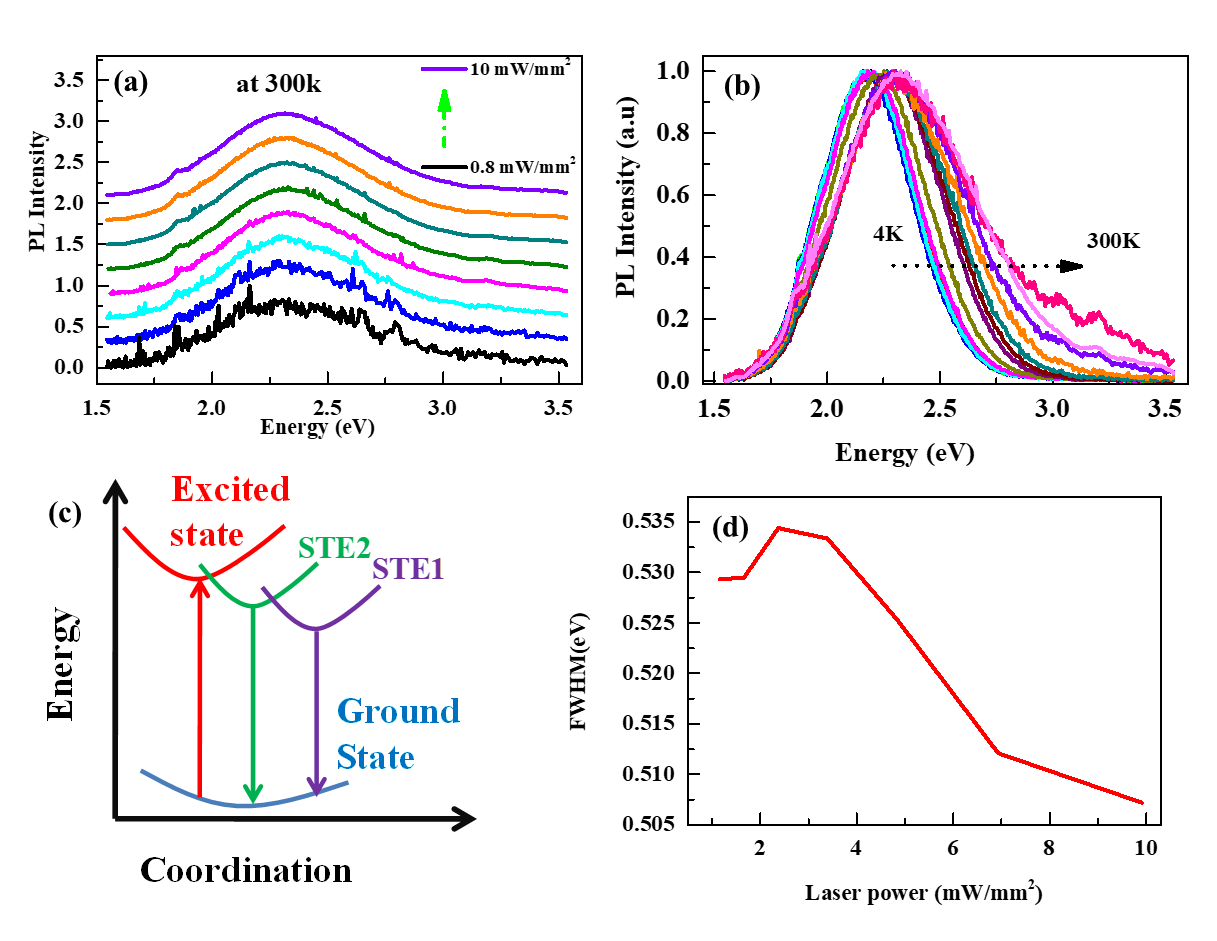 (a)
at 300k
10 mW/mm²
0.8 mW/mm²
PL Intensity
3.5
3.0
2.5
2.0
1.5
1.0
0.5
0.0
1.5 2.0 2.5 3.0 3.5
Energy (eV)
(b)
4K
300K
PL Intensity (a.u)
1.0
0.8
0.6
0.4
0.2
0.0
1.5 2.0 2.5 3.0 3.5
Energy (eV)
(c)
Excited
state
STE2
STE1
Ground
State
Energy
Coordination
(d)
FWHM(eV)
0.535
0.530
0.525
0.520
0.515
0.510
0.505
2 4 6 8 10
Laser power (mW/mm²)